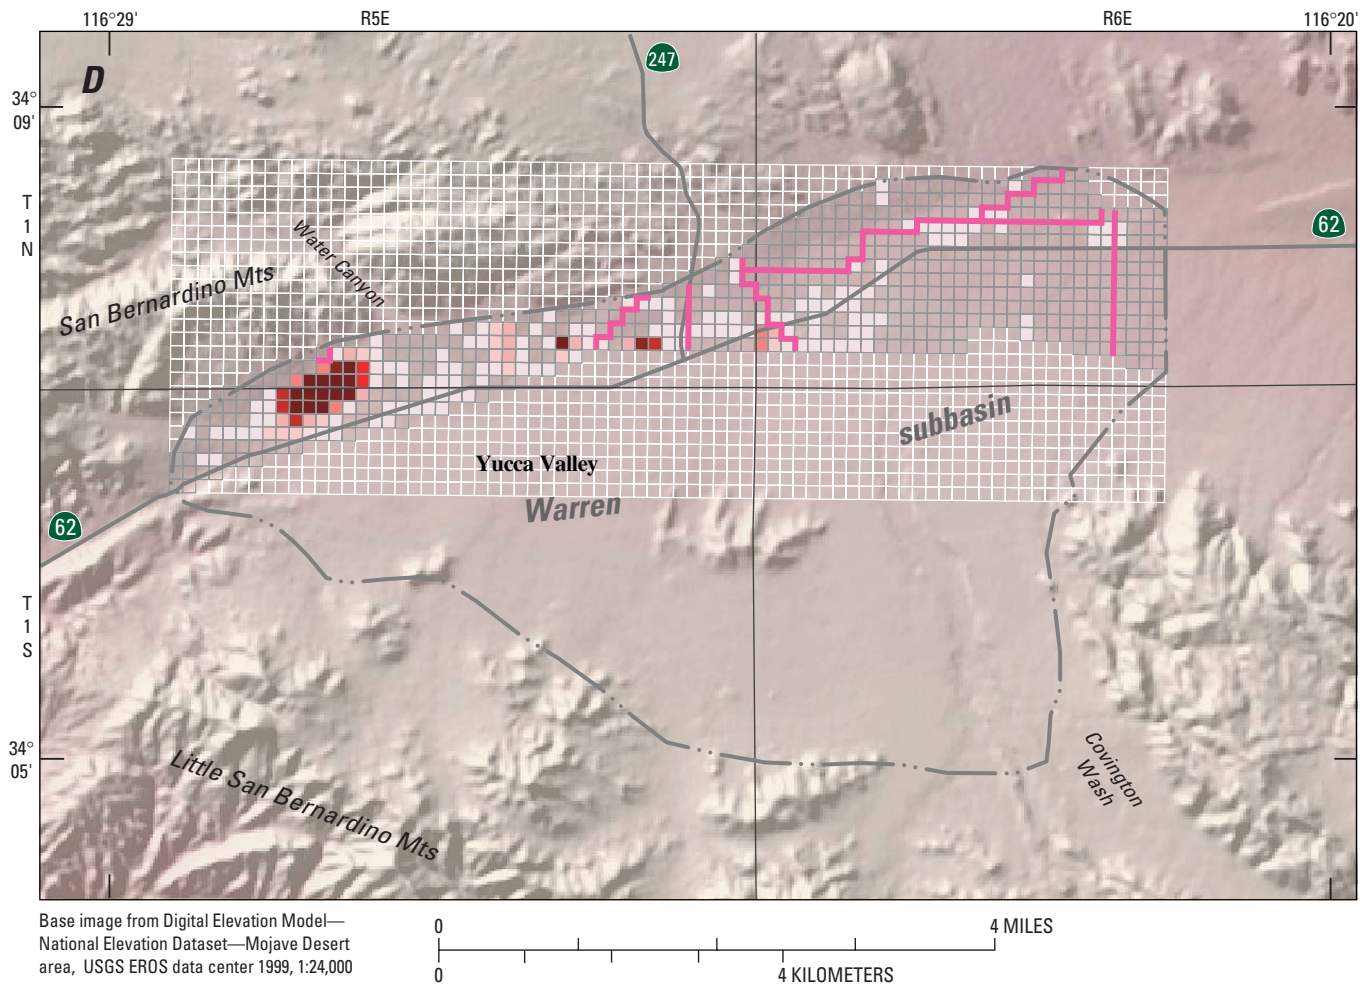 116°29'
R5E
R6E
116°20'
D
247
34°
09'
T
1
N
62
Water Canyon
San Bernardino Mts
subbasin
Yucca Valley
Warren
62
T
1
S
34°
05'
Little San Bernardino Mts
Covington
Wash
Base image from Digital Elevation Model—
National Elevation Dataset—Mojave Desert
area, USGS EROS data center 1999, 1:24,000
0
4 MILES
0
4 KILOMETERS